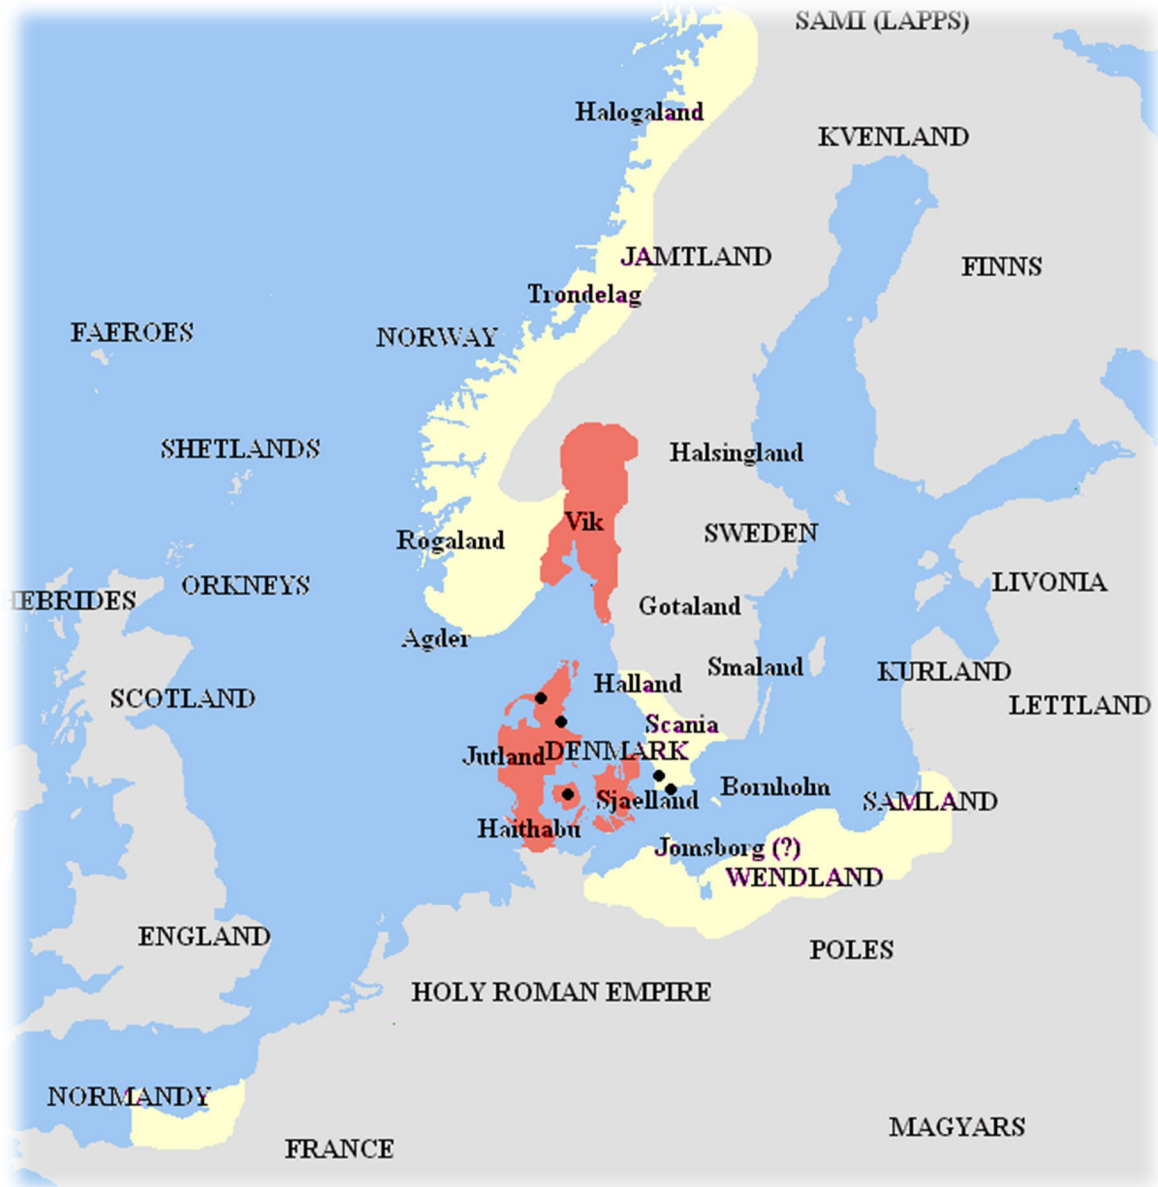 SAMI (LAPPS)
Halogaland
KVENLAND
JAMTLAND
FINNS
Trondelag
FAEROES
NORWAY
SHETLANDS
Halsingland
Vik
SWEDEN
Rogaland
LIVONIA
ORKNEYS
HEBRIDES
Gotaland
Agder
Smaland
KURLAND
Halland
SCOTLAND
LETTLAND
Scania
DENMARK
Jutland
Bornholm
Sjaelland
SAMLAND
Haithabu
Jomsborg (?)
WENDLAND
ENGLAND
POLES
HOLY ROMAN EMPIRE
NORMANDY
MAGYARS
FRANCE